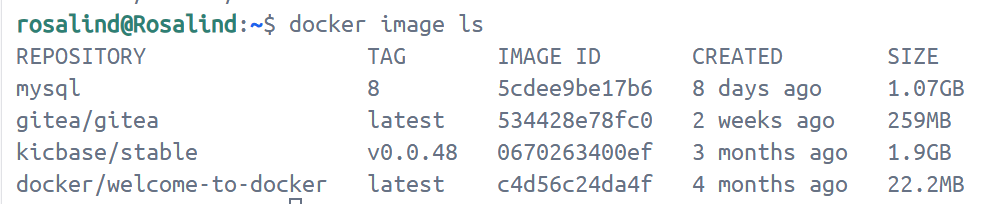 rosalind@Rosalind:~$ docker image ls
REPOSITORY TAG IMAGE ID CREATED SIZE
mysql 8 5cdee9be17b6 8 days ago 1.07GB
gitea/gitea latest 534428e78fc0 2 weeks ago 259MB
kicbase/stable v0.0.48 0670263400ef 3 months ago 1.9GB
docker/welcome-to-docker latest c4d56c24da4f 4 months ago 22.2MB